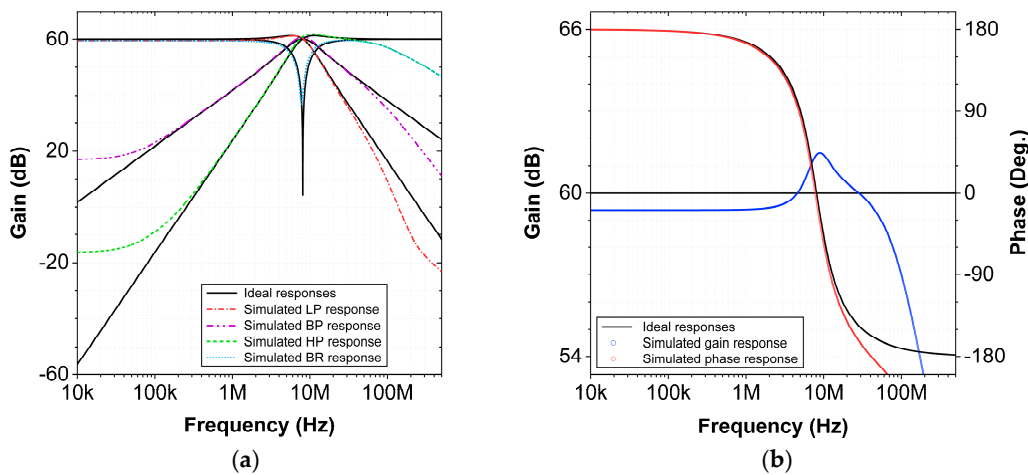 60
20
-20
-60
Gain (dB)
10k
100k
1M
10M
100M
Frequency (Hz)
Ideal responses
Simulated LP response
Simulated BP response
Simulated HP response
Simulated BR response
(a)
66
60
54
Gain (dB)
180
90
0
-90
-180
Phase (Deg.)
10k
100k
1M
10M
100M
Frequency (Hz)
Ideal responses
Simulated gain response
Simulated phase response
(b)